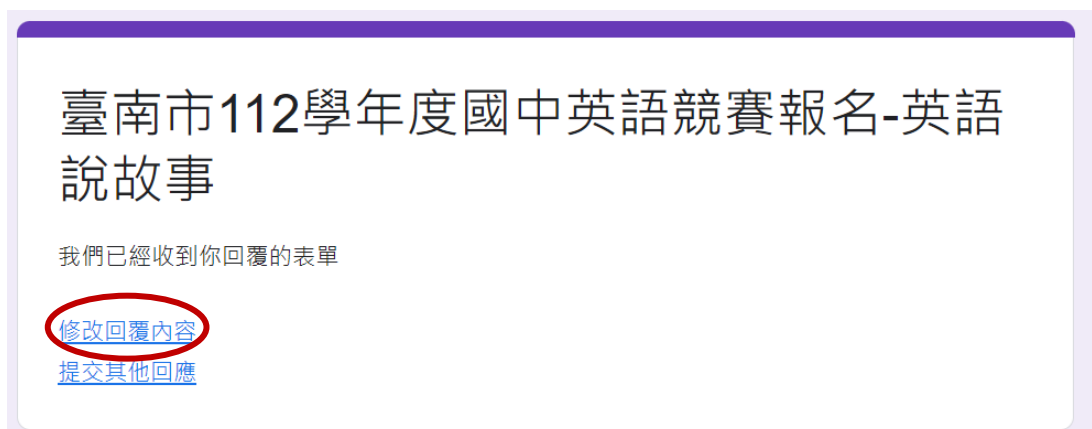 臺南市112學年度國中英語競賽報名-英語
說故事
我們已經收到你回覆的表單
修改回覆內容
提交其他回應